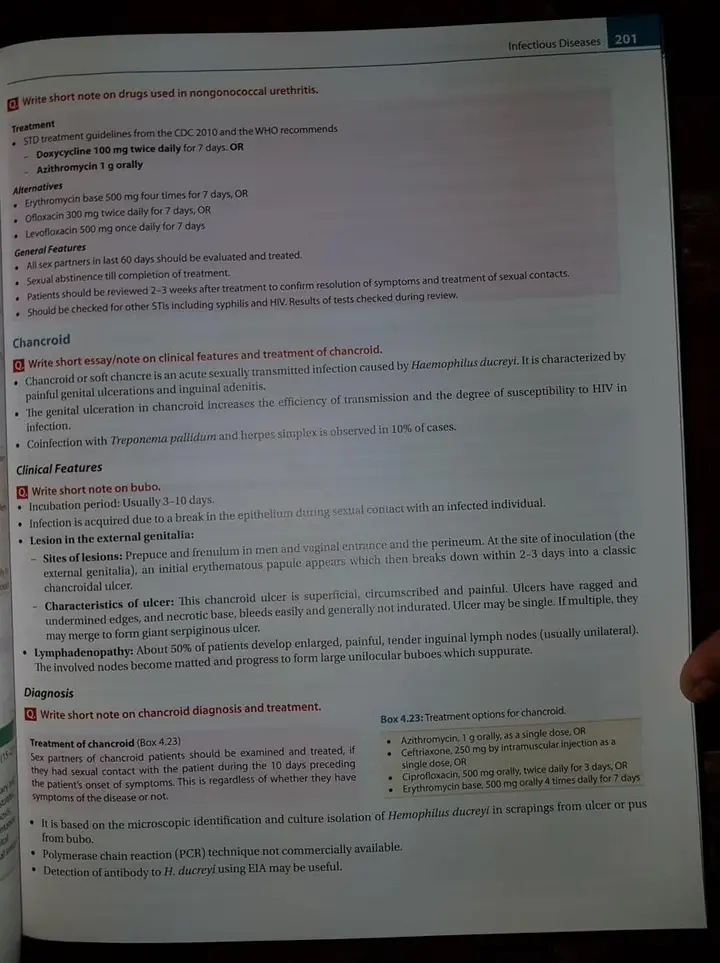 Infectious Diseases 201
Q Write short note on drugs used in nongonococcal urethritis.
Treatment
• STD treatment guidelines from the CDC 2010 and the WHO recommends
– Doxycycline 100 mg twice daily for 7 days. OR
– Azithromycin 1 g orally
Alternatives
• Erythromycin base 500 mg four times for 7 days, OR
• Ofloxacin 300 mg twice daily for 7 days, OR
• Levofloxacin 500 mg once daily for 7 days
General Features
• All sex partners in last 60 days should be evaluated and treated.
• Sexual abstinence till completion of treatment.
• Patients should be reviewed 2–3 weeks after treatment to confirm resolution of symptoms and treatment of sexual contacts.
• Should be checked for other STIs including syphilis and HIV. Results of tests checked during review.
Chancroid
Q Write short essay/note on clinical features and treatment of chancroid.
• Chancroid or soft chancre is an acute sexually transmitted infection caused by Haemophilus ducreyi. It is characterized by
painful genital ulcerations and inguinal adenitis.
• The genital ulceration in chancroid increases the efficiency of transmission and the degree of susceptibility to HIV in
infection.
• Coinfection with Treponema pallidum and herpes simplex is observed in 10% of cases.
Clinical Features
Q Write short note on bubo.
• Incubation period: Usually 3–10 days.
• Infection is acquired due to a break in the epithelium during sexual contact with an infected individual.
• Lesion in the external genitalia:
– Sites of lesions: Prepuce and frenulum in men and vaginal entrance and the perineum. At the site of inoculation (the
external genitalia), an initial erythematous papule appears which then breaks down within 2–3 days into a classic
chancroidal ulcer.
– Characteristics of ulcer: This chancroid ulcer is superficial, circumscribed and painful. Ulcers have ragged and
undermined edges, and necrotic base, bleeds easily and generally not indurated. Ulcer may be single. If multiple, they
may merge to form giant serpiginous ulcer.
• Lymphadenopathy: About 50% of patients develop enlarged, painful, tender inguinal lymph nodes (usually unilateral).
The involved nodes become matted and progress to form large unilocular buboes which suppurate.
Diagnosis
Q Write short note on chancroid diagnosis and treatment.
Treatment of chancroid (Box 4.23)
Sex partners of chancroid patients should be examined and treated, if
they had sexual contact with the patient during the 10 days preceding
the patient's onset of symptoms. This is regardless of whether they have
symptoms of the disease or not.
Box 4.23: Treatment options for chancroid.
• Azithromycin, 1 g orally, as a single dose, OR
• Ceftriaxone, 250 mg by intramuscular injection as a
single dose, OR
• Ciprofloxacin, 500 mg orally, twice daily for 3 days, OR
• Erythromycin base, 500 mg orally 4 times daily for 7 days
• It is based on the microscopic identification and culture isolation of Hemophilus ducreyi in scrapings from ulcer or pus
from bubo.
• Polymerase chain reaction (PCR) technique not commercially available.
• Detection of antibody to H. ducreyi using EIA may be useful.